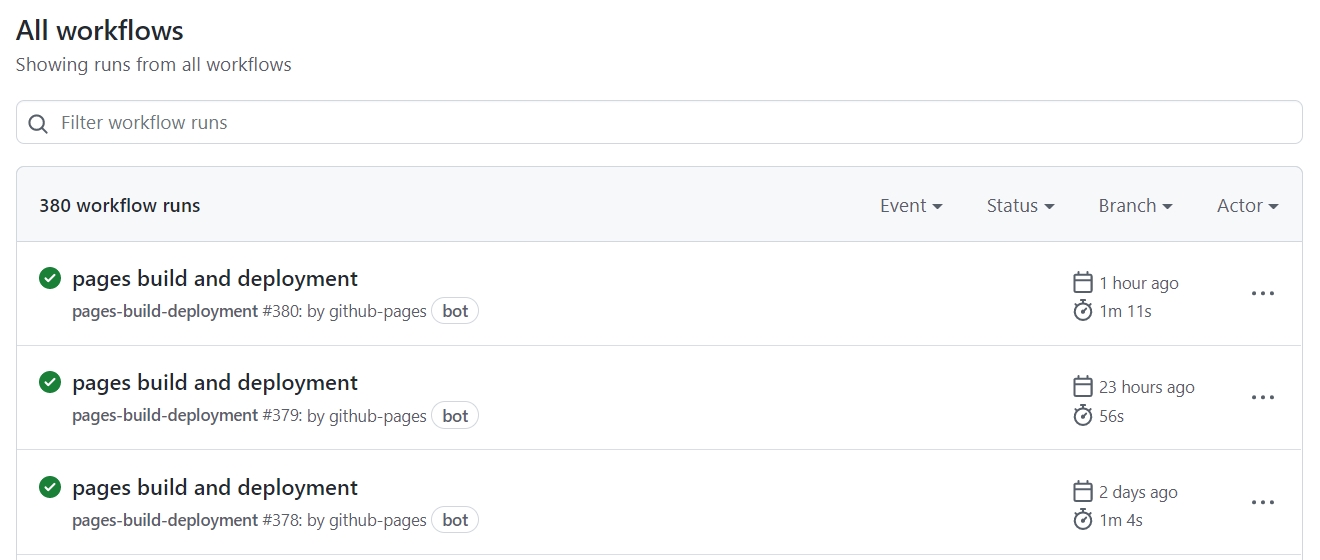 All workflows
Showing runs from all workflows
Filter workflow runs
380 workflow runs Event Status Branch Actor
pages build and deployment
pages-build-deployment #380: by github-pages bot
1 hour ago
1m 11s
pages build and deployment
pages-build-deployment #379: by github-pages bot
23 hours ago
56s
pages build and deployment
pages-build-deployment #378: by github-pages bot
2 days ago
1m 4s